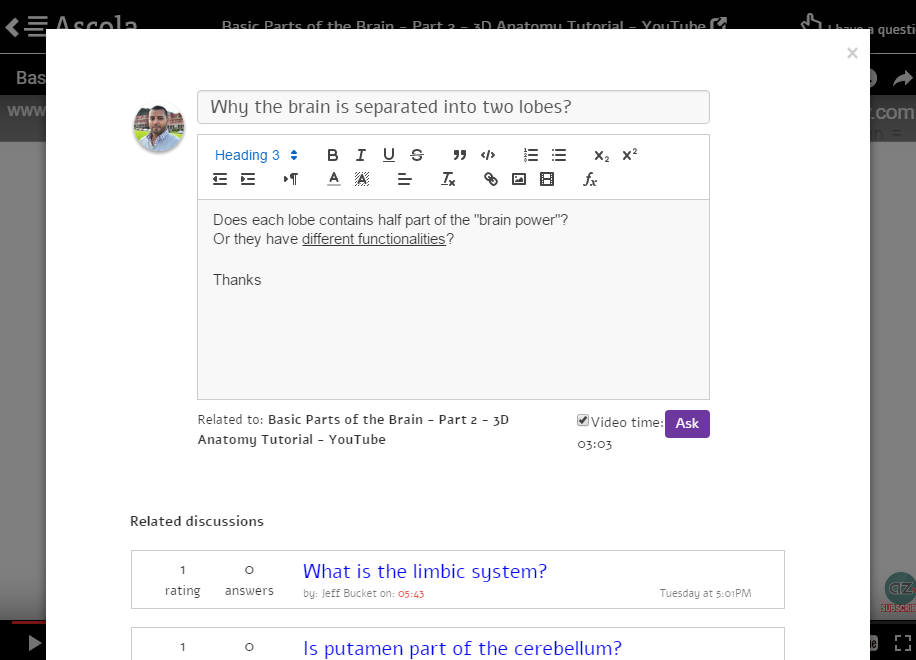 Ascola
Basic Parts of the Brain - Part 2 - 3D Anatomy Tutorial - YouTube
I have a questi
Bas
www
.com
×
Why the brain is separated into two lobes?
Heading 3
Does each lobe contains half part of the "brain power"?
Or they have different functionalities?
Thanks
Related to: Basic Parts of the Brain - Part 2 - 3D
Anatomy Tutorial - YouTube
Video time:
03:03
Ask
Related discussions
1
rating
0
answers
What is the limbic system?
by: Jeff Bucket on: 05:43
Tuesday at 5:01PM
az
SUBSCRIB
1
0
Is putamen part of the cerebellum?